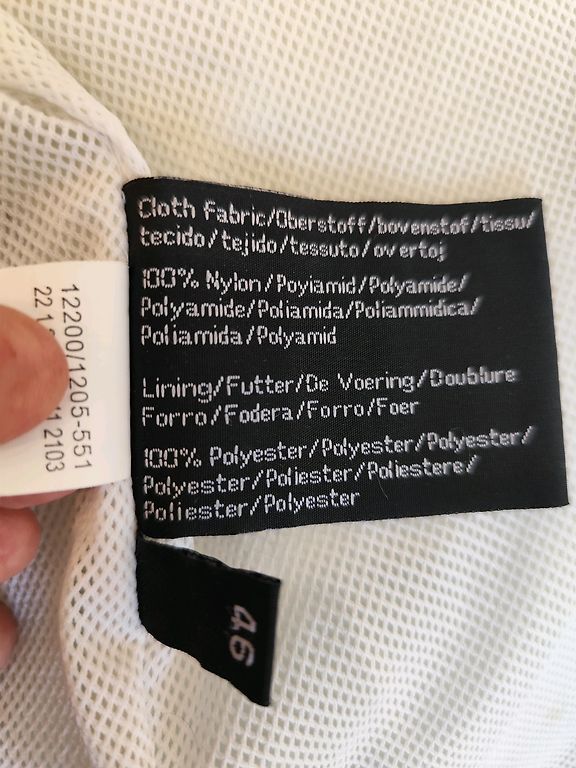 Cloth Fabric/Oberstoff/bovenstof/tissu/
tecido/tejido/tessuto/overtoj
100% Nylon/Poyiamid/Polyamide/
Polyamide/Poliamida/Poliammidica/
Poliamida/Polyamid
Lining/Futter/De Voering/Doublure
Forro/Fodera/Forro/Foer
100% Polyester/Polyester/Polyester/
Polyester/Poliester/Poliestere/
Poliester/Polyester
12200/1205-551
2103
46